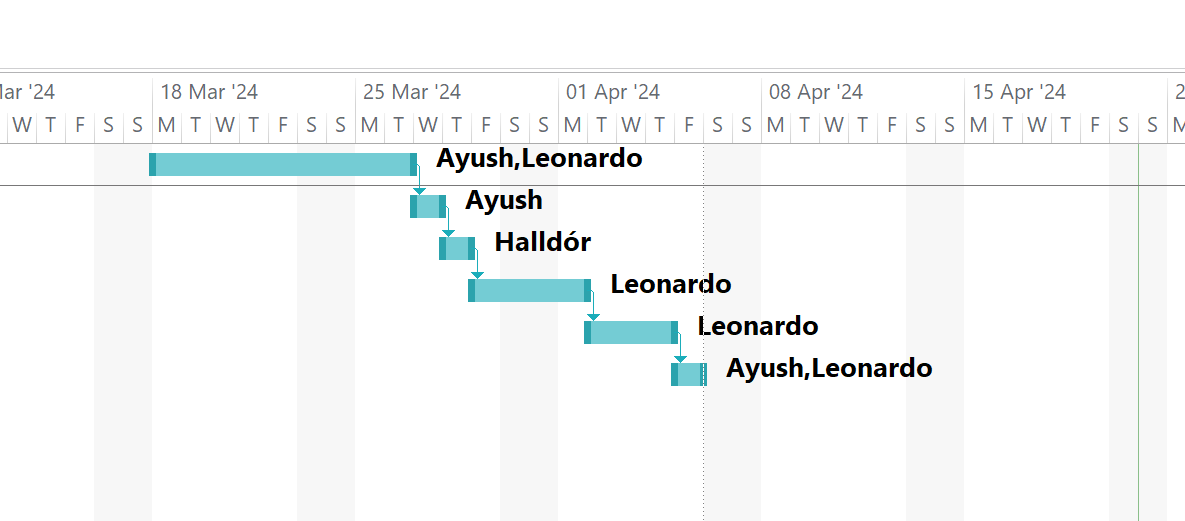 Mar '24 18 Mar '24 25 Mar '24 01 Apr '24 08 Apr '24 15 Apr '24 2
W T F S S M T W T F S S M T W T F S S M T W T F S S M T W T F S S M T W T F S S M
Ayush,Leonardo
Ayush
Halldór
Leonardo
Leonardo
Ayush,Leonardo